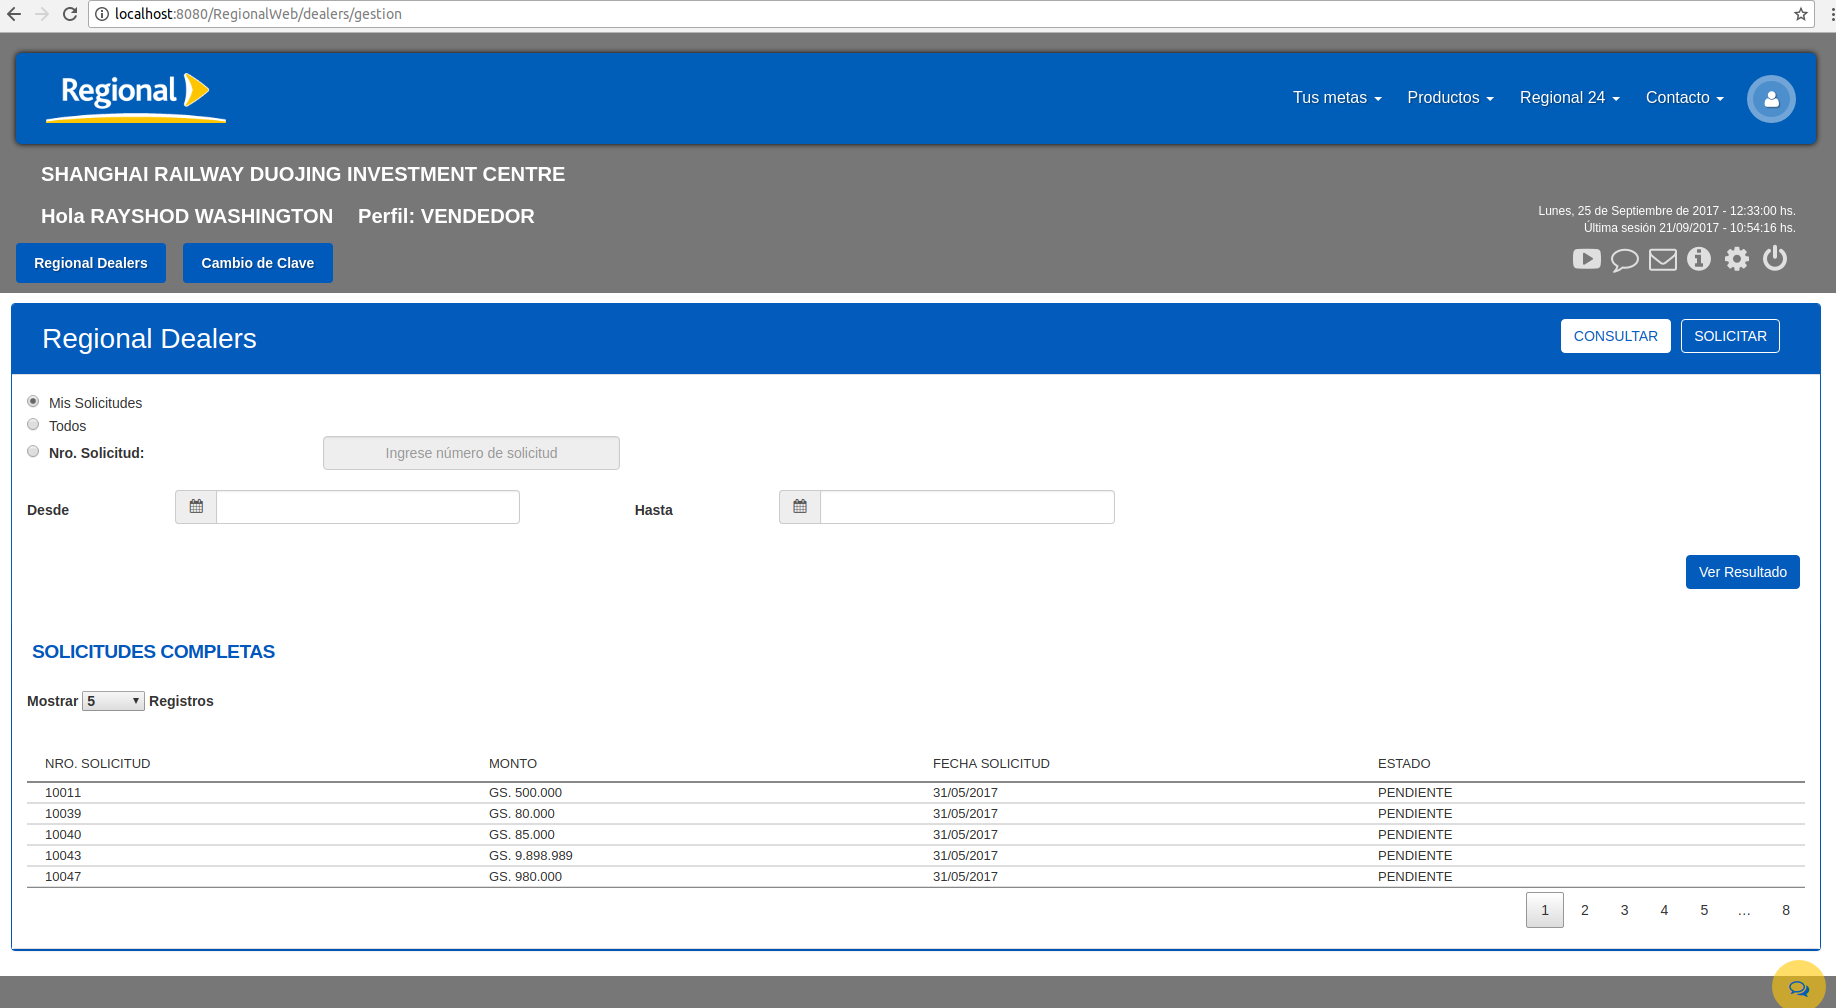 localhost:8080/RegionalWeb/dealers/gestion
Regional
Tus metas
Productos
Regional 24
Contacto
SHANGHAI RAILWAY DUOJING INVESTMENT CENTRE
Hola RAYSHOD WASHINGTON Perfil: VENDEDOR
Lunes, 25 de Septiembre de 2017 - 12:33:00 hs.
Última sesión 21/09/2017 - 10:54:16 hs.
Regional Dealers
Cambio de Clave
Regional Dealers
CONSULTAR
SOLICITAR
Mis Solicitudes
Todos
Nro. Solicitud:
Ingrese número de solicitud
Desde
Hasta
Ver Resultado
SOLICITUDES COMPLETAS
Mostrar 5 Registros
NRO. SOLICITUD MONTO FECHA SOLICITUD ESTADO
10011 GS. 500.000 31/05/2017 PENDIENTE
10039 GS. 80.000 31/05/2017 PENDIENTE
10040 GS. 85.000 31/05/2017 PENDIENTE
10043 GS. 9.898.989 31/05/2017 PENDIENTE
10047 GS. 980.000 31/05/2017 PENDIENTE
1 2 3 4 5 … 8